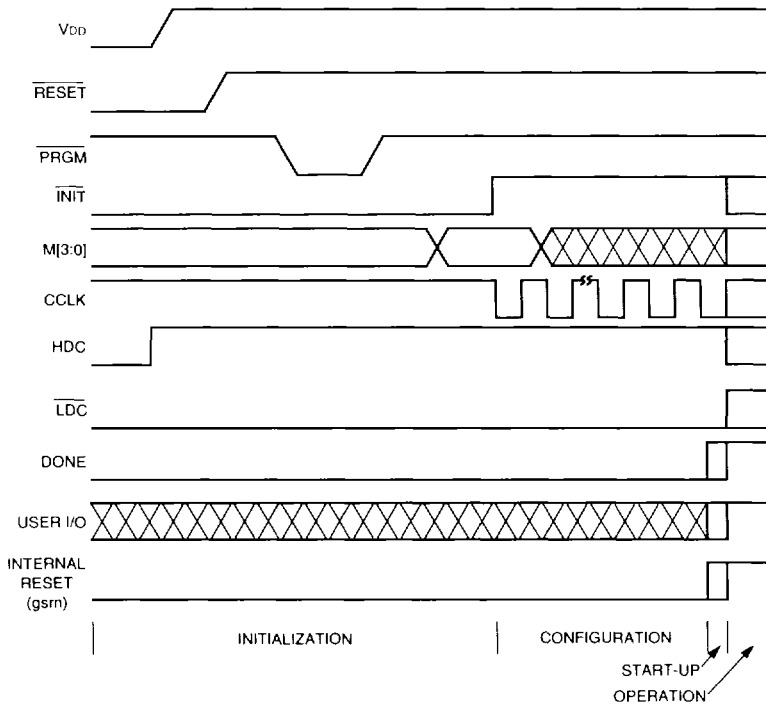 VDD
RESET
PRGM
INIT
M[3:0]
CCLK
HDC
LDC
DONE
USER I/O
INTERNAL
RESET
(gsrn)
INITIALIZATION
CONFIGURATION
START-UP
OPERATION